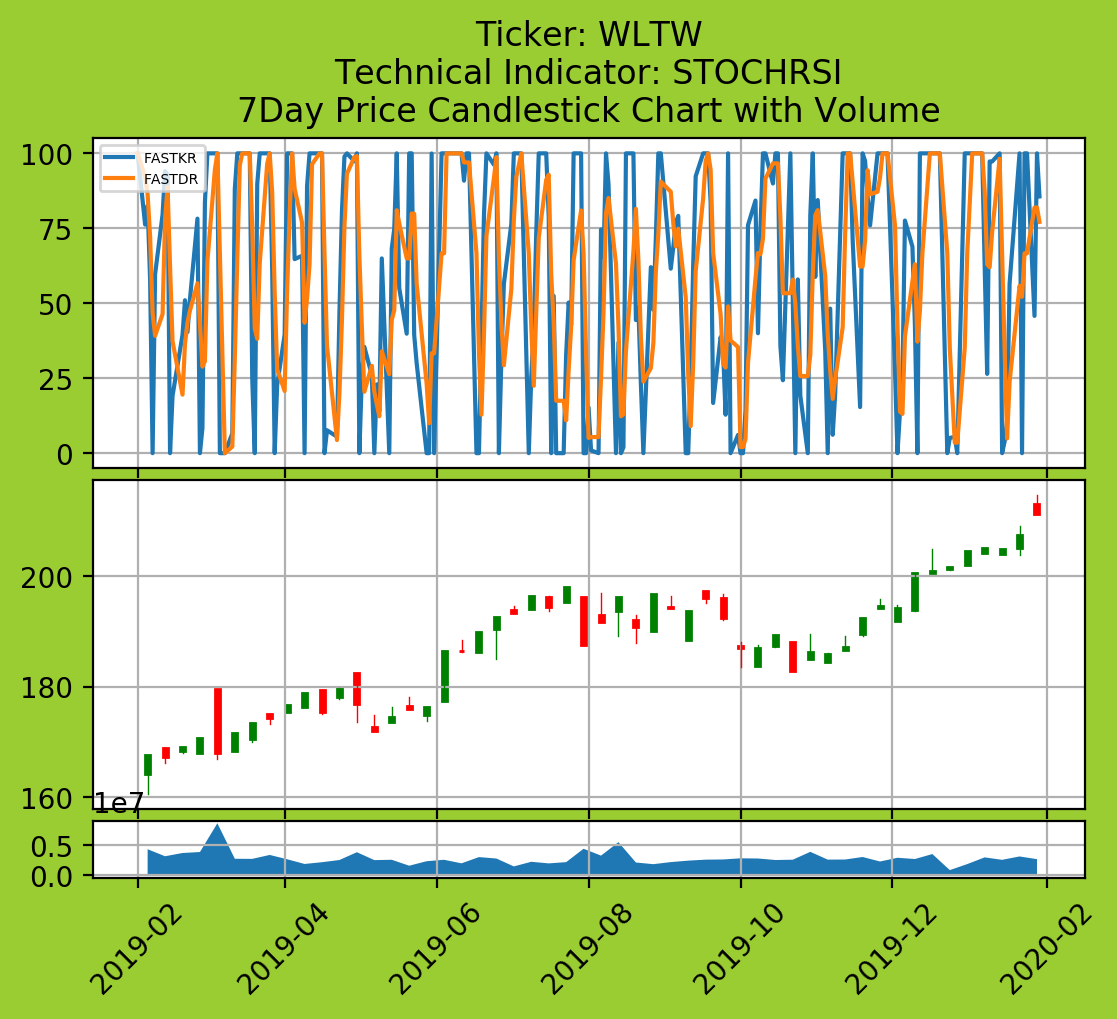 Ticker: WLTW
Technical Indicator: STOCHRSI
7Day Price Candlestick Chart with Volume
100
75
50
25
0
FASTKR
FASTDR
200
180
160
1e7
0.5
0.0
2019-02
2019-04
2019-06
2019-08
2019-10
2019-12
2020-02